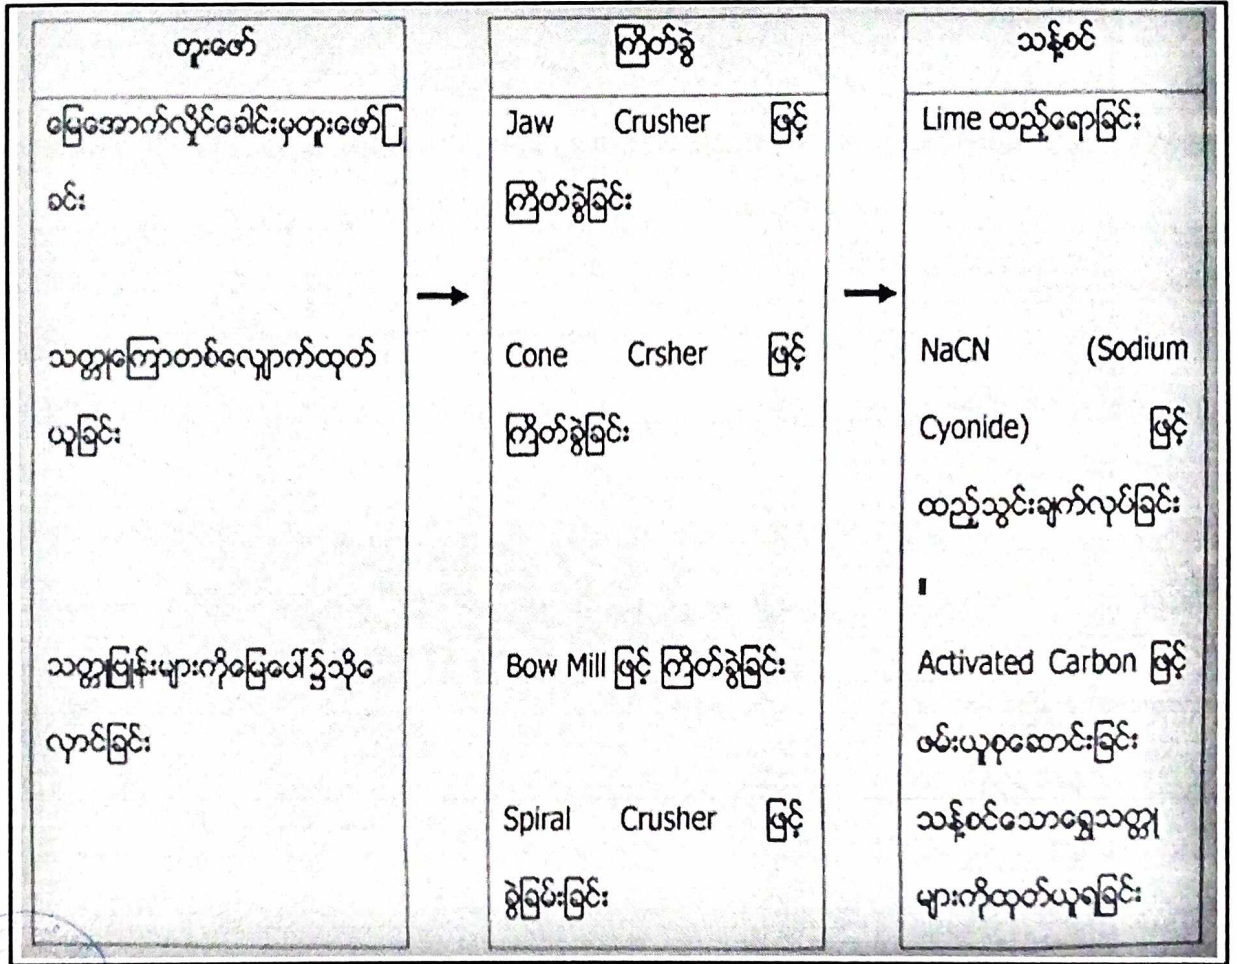 တူးဖော်
မြေအောက်လှိုင်ခေါင်းမှတူးဖော်ြ
ခင်း
သတ္တုကြောတစ်လျှောက်ထုတ်
ယူခြင်း
သတ္တုဗြုန်းများကိုမြေပေါ်၌သိုေ
လှာင်ခြင်း
ကြိတ်ခွဲ
Jaw Crusher ဖြင့်
ကြိတ်ခွဲခြင်း
Cone Crsher ဖြင့်
ကြိတ်ခွဲခြင်း
Bow Mill ဖြင့် ကြိတ်ခွဲခြင်း
Spiral Crusher ဖြင့်
ခွဲခြမ်းခြင်း
သန့်စင်
Lime ထည့်ရောခြင်း
NaCN (Sodium
Cyonide) ဖြင့်
ထည့်သွင်းချက်လုပ်ခြင်း
။
Activated Carbon ဖြင့်
ဖမ်းယူစုဆောင်းခြင်း
သန့်စင်သောရွှေသတ္တု
များကိုထုတ်ယူရခြင်း